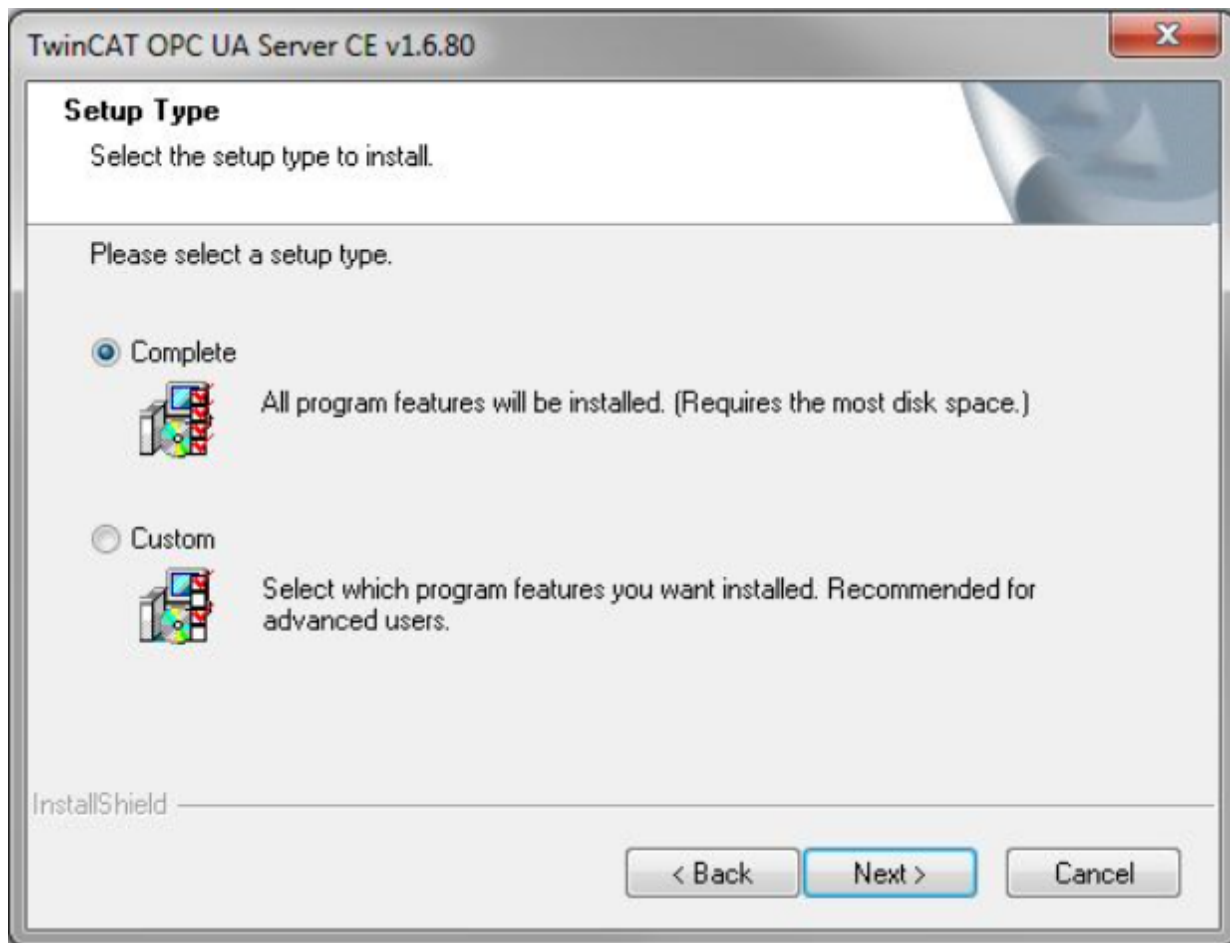 TwinCAT OPC UA Server CE v1.6.80
Setup Type
Select the setup type to install.
Please select a setup type.
Complete
All program features will be installed. (Requires the most disk space.)
Custom
Select which program features you want installed. Recommended for
advanced users.
InstallShield
< Back
Next >
Cancel